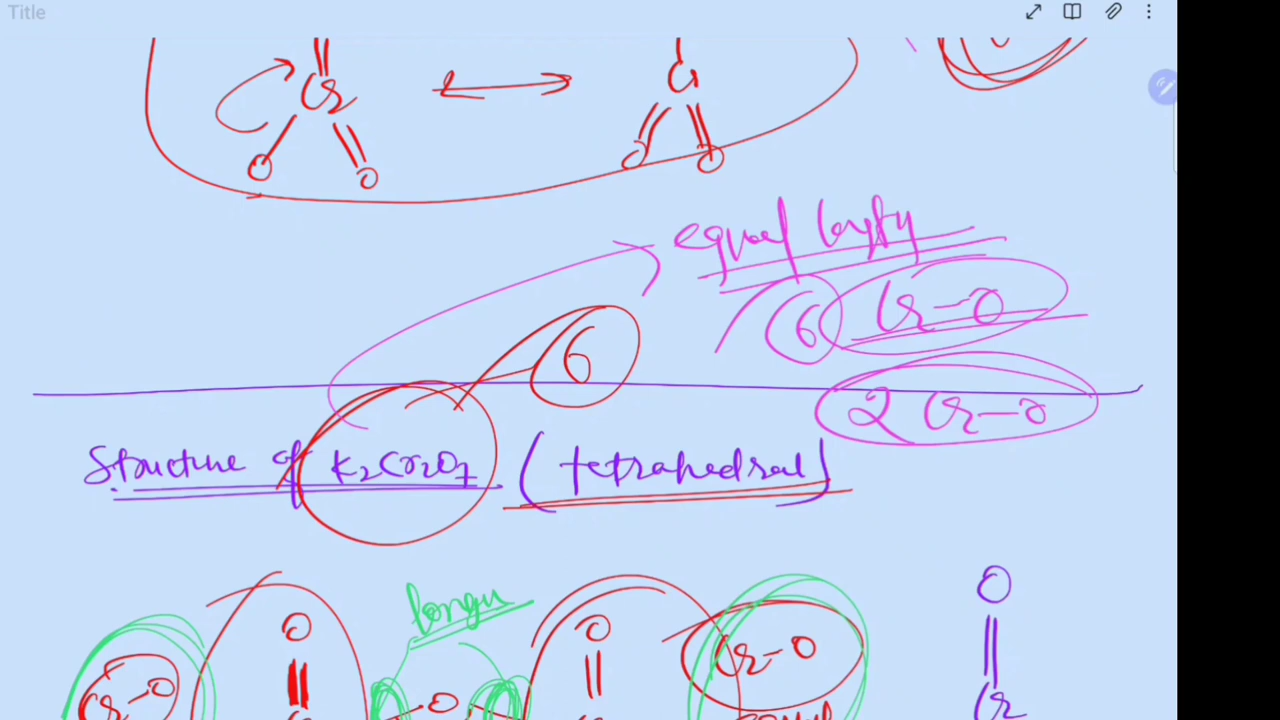 Title
Cr
Cr
O
O
O
O
equal length
6 Cr-O
6
2 Cr-O
Structure of K2Cr2O7 (tetrahedral)
longer
O
O
O
Cr-O
Cr-O
O
Cr